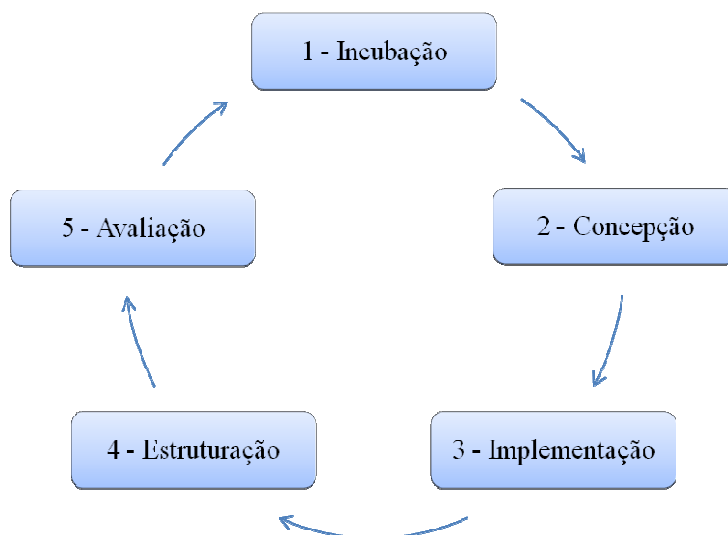 1 - Incubação
2 - Concepção
3 - Implementação
4 - Estruturação
5 - Avaliação